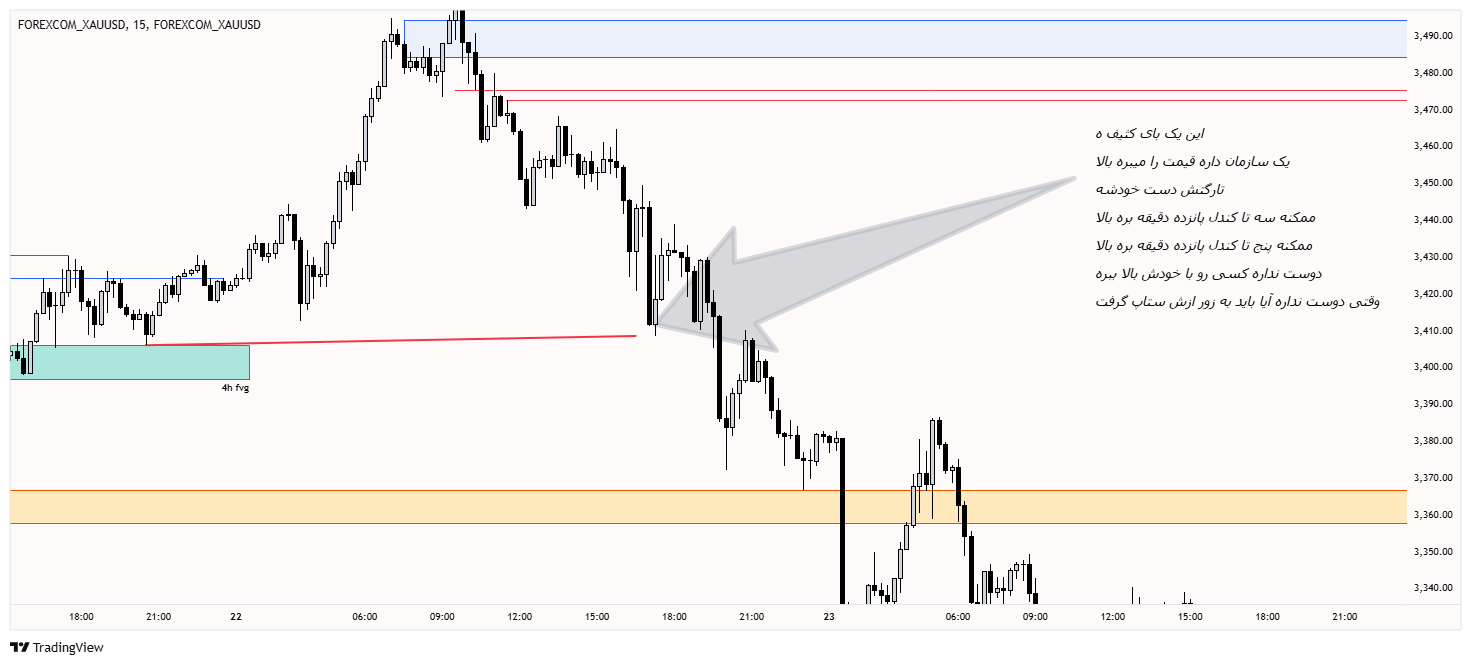 FOREXCOM_XAUUSD, 15, FOREXCOM_XAUUSD
3,490.00
3,480.00
3,470.00
این یک بای کثیف ه
3,460.00
یک سازمان داره قیمت را میبره بالا
3,450.00
تارگتش دست خودشه
ممکنه سه تا کندل پانزده دقیقه بره بالا
3,440.00
ممکنه پنج تا کندل پانزده دقیقه بره بالا
3,430.00
دوست نداره کسی رو با خودش بالا ببره
3,420.00
وقتی دوست نداره آیا باید به زور ازش ستاپ گرفت
3,410.00
3,400.00
4h fvg
3,390.00
3,380.00
3,370.00
3,360.00
3,350.00
3,340.00
18:00 21:00 22 06:00 09:00 12:00 15:00 18:00 21:00 23 06:00 09:00 12:00 15:00 18:00 21:00
TradingView